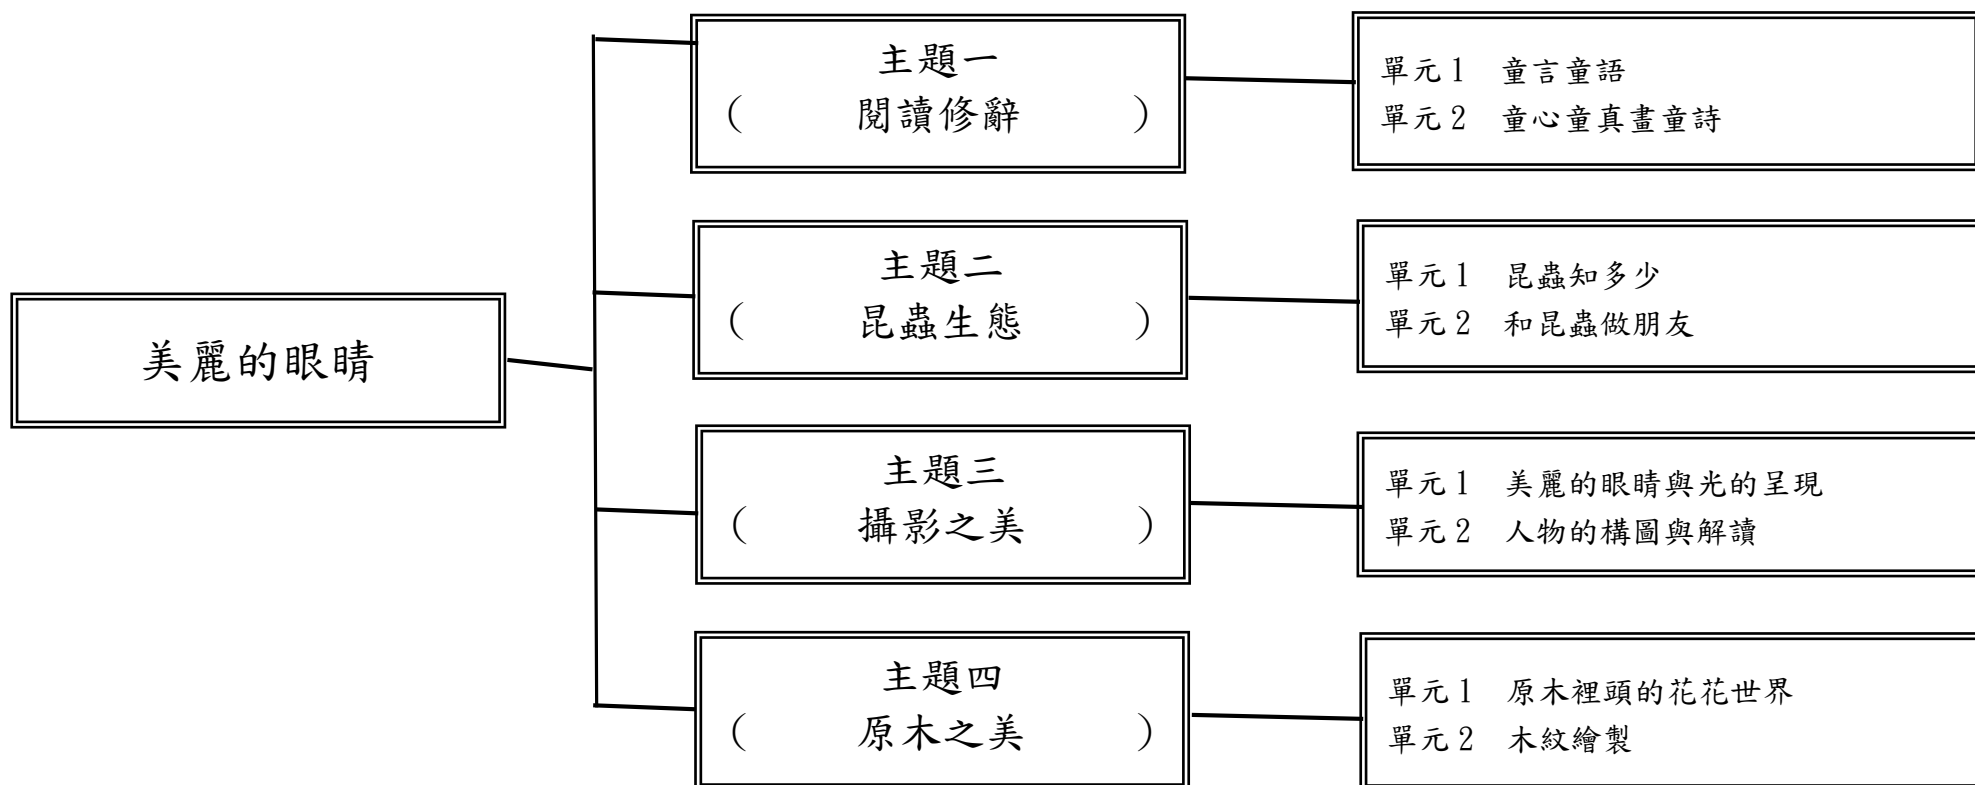 美麗的眼睛
主題一
( 閱讀修辭 )
單元1 童言童語
單元2 童心童真畫童詩
主題二
( 昆蟲生態 )
單元1 昆蟲知多少
單元2 和昆蟲做朋友
主題三
( 攝影之美 )
單元1 美麗的眼睛與光的呈現
單元2 人物的構圖與解讀
主題四
( 原木之美 )
單元1 原木裡頭的花花世界
單元2 木紋繪製